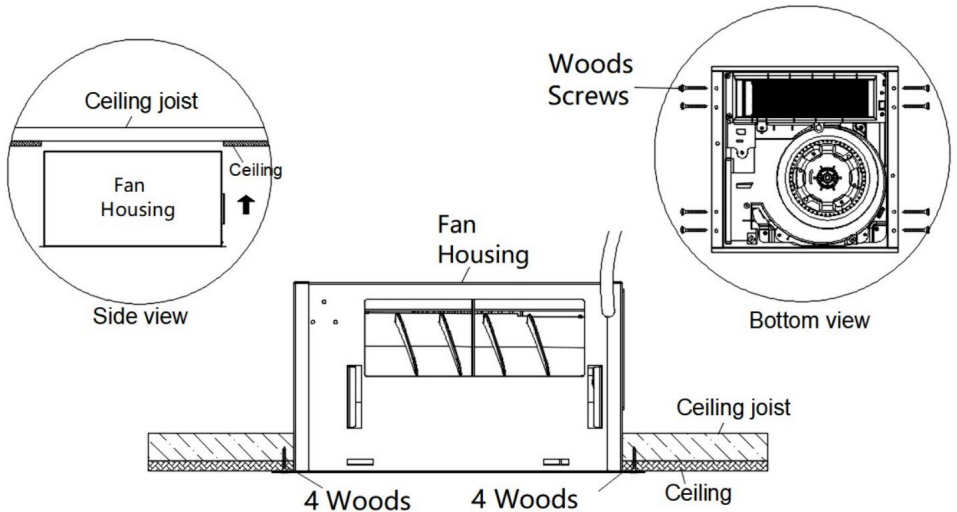 Ceiling joist
Ceiling
Fan
Housing
Side view
Woods
Screws
Bottom view
Fan
Housing
Ceiling joist
Ceiling
4 Woods
4 Woods